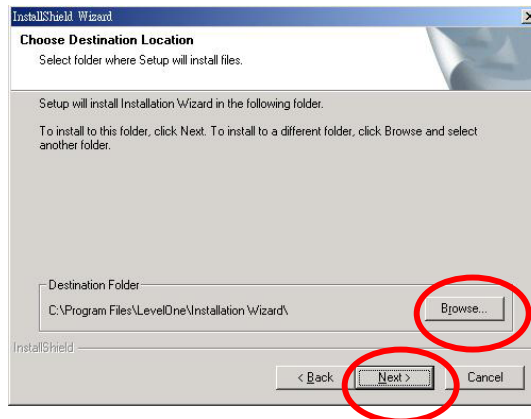 InstallShield Wizard
Choose Destination Location
Select folder where Setup will install files.
Setup will install Installation Wizard in the following folder.
To install to this folder, click Next. To install to a different folder, click Browse and select
another folder.
Destination Folder
C:\Program Files\LevelOne\Installation Wizard\
Browse...
InstallShield
< Back
Next >
Cancel